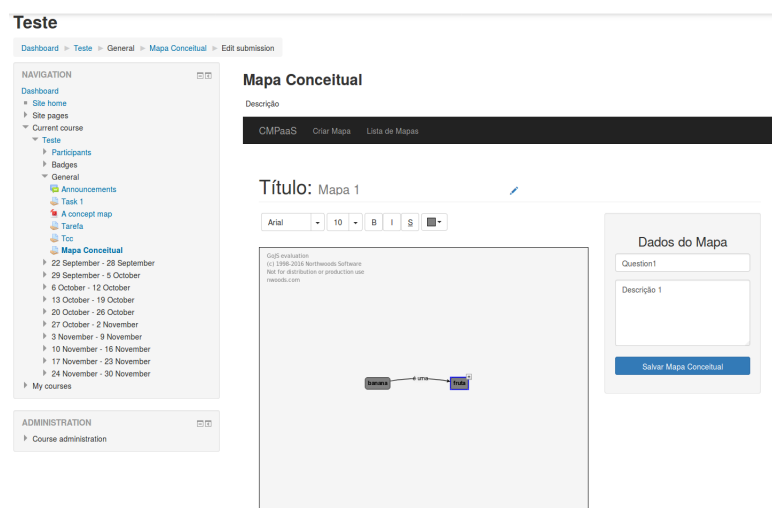 Teste
Dashboard Teste General Mapa Conceitual Edit submission
NAVIGATION
Dashboard
Site home
Site pages
Current course
Teste
Participants
Badges
General
Announcements
Task 1
A concept map
Tarefa
Tcc
Mapa Conceitual
22 September - 28 September
29 September - 5 October
6 October - 12 October
13 October - 19 October
20 October - 26 October
27 October - 2 November
3 November - 9 November
10 November - 16 November
17 November - 23 November
24 November - 30 November
My courses
ADMINISTRATION
Course administration
Mapa Conceitual
Descrição
CMPaaS Criar Mapa Lista de Mapas
Título: Mapa 1
Arial 10 B I S
GoJS evaluation
(c) 1998-2016 Northwoods Software
Not for distribution or production use
nwoods.com
banana é uma fruta
Dados do Mapa
Question1
Descrição 1
Salvar Mapa Conceitual